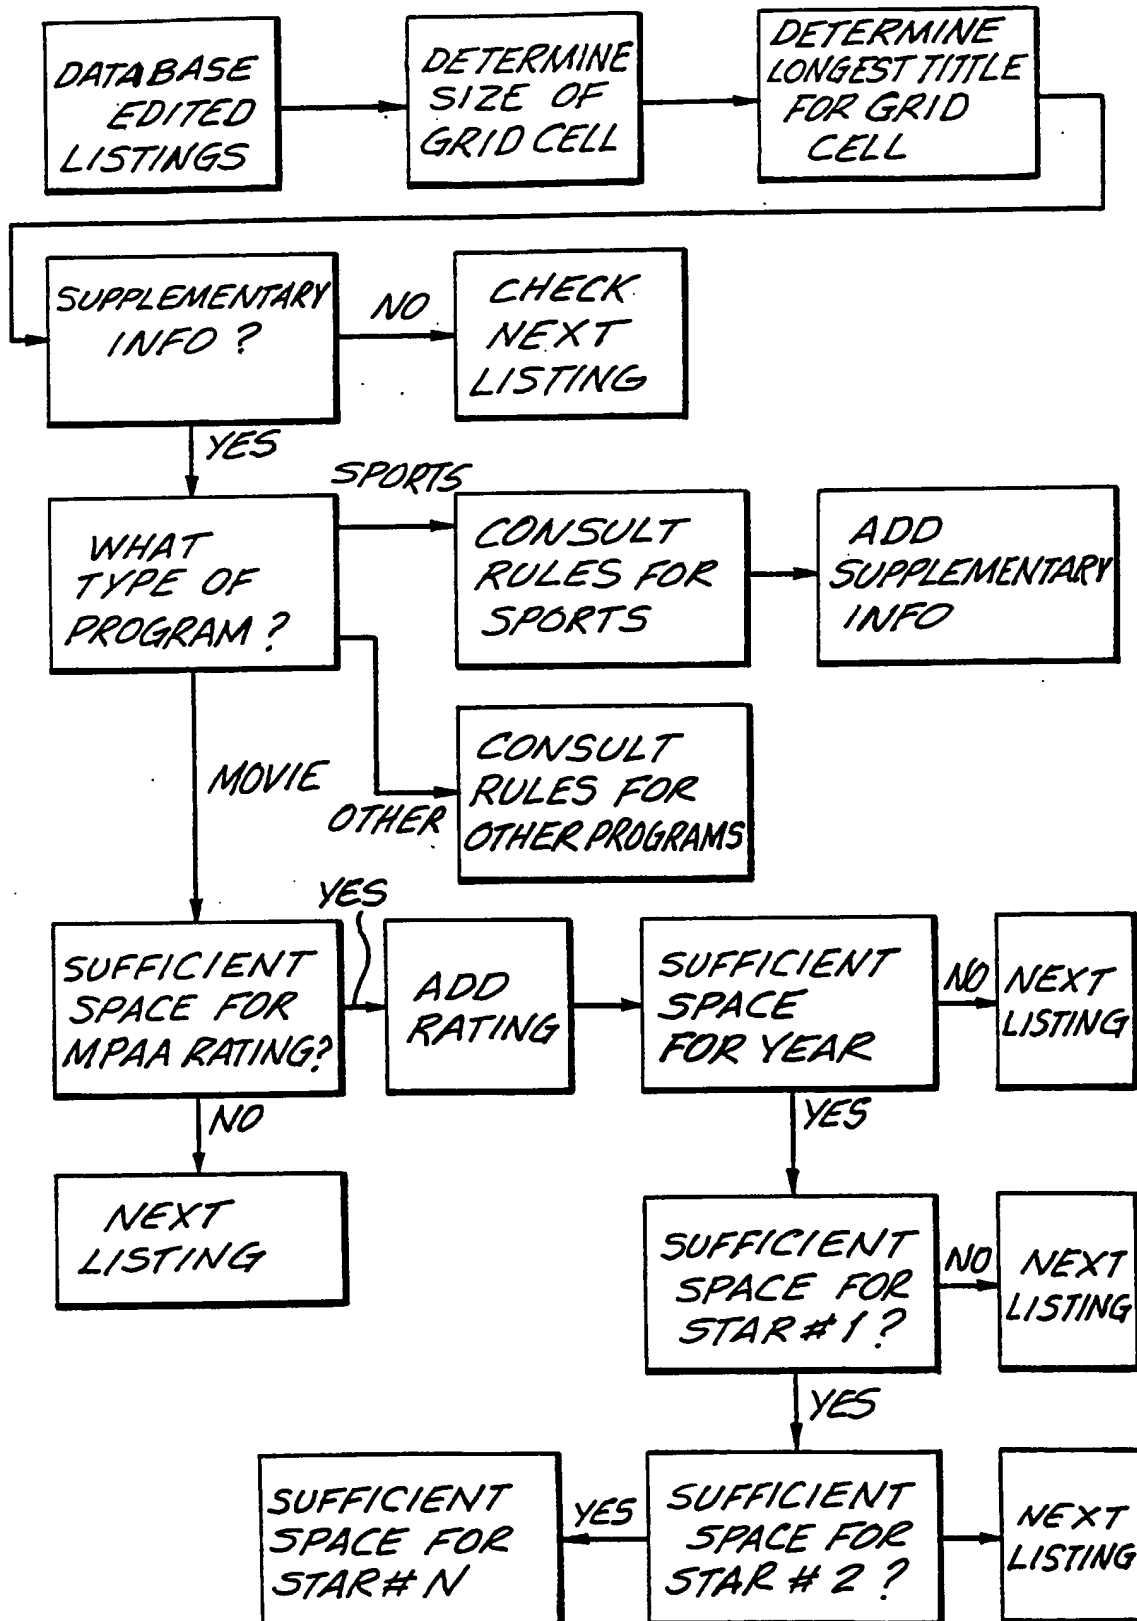 DATABASE
EDITED
LISTINGS
DETERMINE
SIZE OF
GRID CELL
DETERMINE
LONGEST TITTLE
FOR GRID
CELL
SUPPLEMENTARY
INFO?
NO
CHECK
NEXT
LISTING
YES
WHAT
TYPE OF
PROGRAM?
SPORTS
CONSULT
RULES FOR
SPORTS
ADD
SUPPLEMENTARY
INFO
OTHER
CONSULT
RULES FOR
OTHER PROGRAMS
MOVIE
SUFFICIENT
SPACE FOR
MPAA RATING?
YES
ADD
RATING
SUFFICIENT
SPACE
FOR YEAR
NO
NEXT
LISTING
NO
NEXT
LISTING
YES
SUFFICIENT
SPACE FOR
STAR #1?
NO
NEXT
LISTING
YES
SUFFICIENT
SPACE FOR
STAR #2?
NEXT
LISTING
YES
SUFFICIENT
SPACE FOR
STAR# N